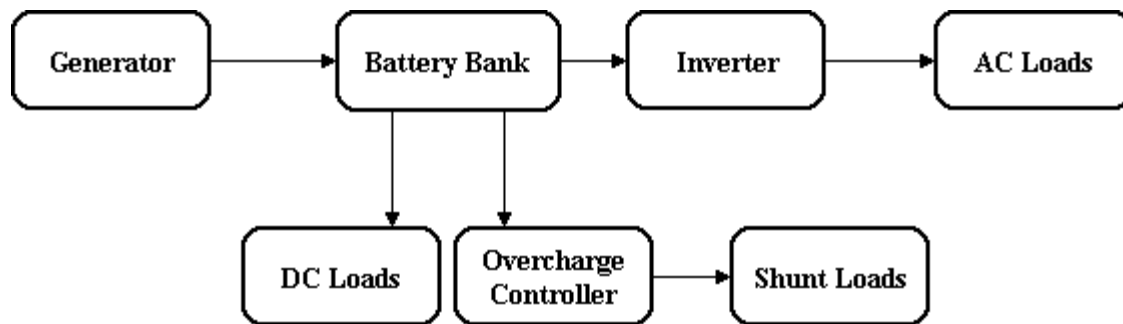 Generator
Battery Bank
Inverter
AC Loads
DC Loads
Overcharge
Controller
Shunt Loads